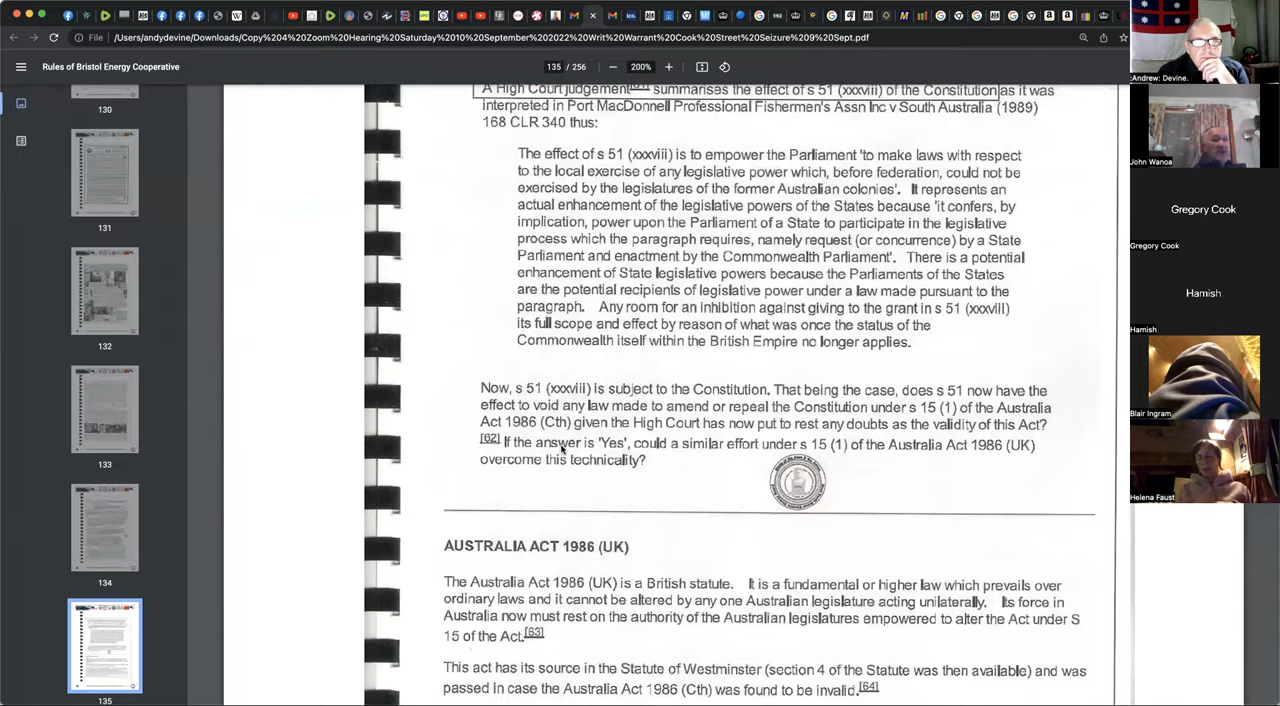 File
/Users/andydevine/Downloads/Copy%204%20Zoom%20Hearing%20Saturday%2010%20September%202022%20Writ%20Warrant%20Cook%20Street%20Seizure%209%20Sept.pdf
Rules of Bristol Energy Cooperative
135 / 256
200%
130
131
132
133
134
135
A High Court judgement summarises the effect of s 51 (xxxviii) of the Constitution as it was
interpreted in Port MacDonnell Professional Fishermen's Assn Inc v South Australia (1989)
168 CLR 340 thus:
The effect of s 51 (xxxviii) is to empower the Parliament 'to make laws with respect
to the local exercise of any legislative power which, before federation, could not be
exercised by the legislatures of the former Australian colonies'. It represents an
actual enhancement of the legislative powers of the States because 'it confers, by
implication, power upon the Parliament of a State to participate in the legislative
process which the paragraph requires, namely request (or concurrence) by a State
Parliament and enactment by the Commonwealth Parliament'. There is a potential
enhancement of State legislative powers because the Parliaments of the States
are the potential recipients of legislative power under a law made pursuant to the
paragraph. Any room for an inhibition against giving to the grant in s 51 (xxxviii)
its full scope and effect by reason of what was once the status of the
Commonwealth itself within the British Empire no longer applies.
Now, s 51 (xxxviii) is subject to the Constitution. That being the case, does s 51 now have the
effect to void any law made to amend or repeal the Constitution under s 15 (1) of the Australia
Act 1986 (Cth) given the High Court has now put to rest any doubts as the validity of this Act?
[62] If the answer is 'Yes', could a similar effort under s 15 (1) of the Australia Act 1986 (UK)
overcome this technicality?
AUSTRALIA ACT 1986 (UK)
The Australia Act 1986 (UK) is a British statute. It is a fundamental or higher law which prevails over
ordinary laws and it cannot be altered by any one Australian legislature acting unilaterally. Its force in
Australia now must rest on the authority of the Australian legislatures empowered to alter the Act under S
15 of the Act.[63]
This act has its source in the Statute of Westminster (section 4 of the Statute was then available) and was
passed in case the Australia Act 1986 (Cth) was found to be invalid.[64]
:Andrew: Devine.
John Wanoa
Gregory Cook
Gregory Cook
Hamish
Hamish
Blair Ingram
Helena Faust